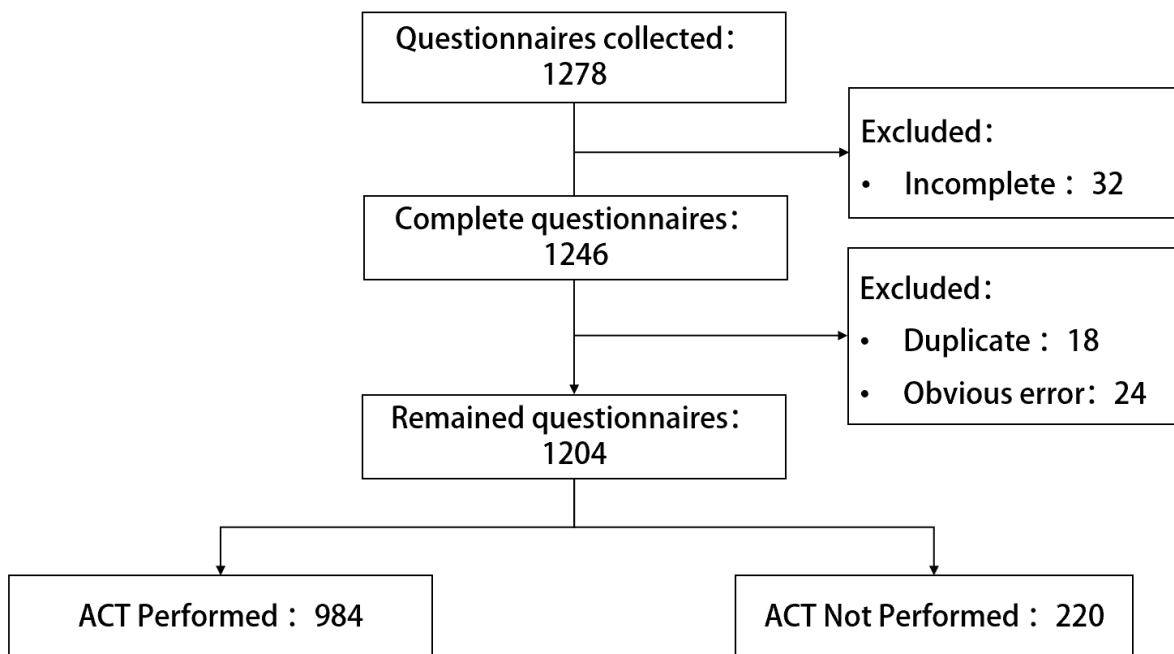 Questionnaires collected：
1278
Excluded：
• Incomplete： 32
Complete questionnaires：
1246
Excluded：
• Duplicate： 18
• Obvious error： 24
Remained questionnaires：
1204
ACT Performed： 984
ACT Not Performed： 220